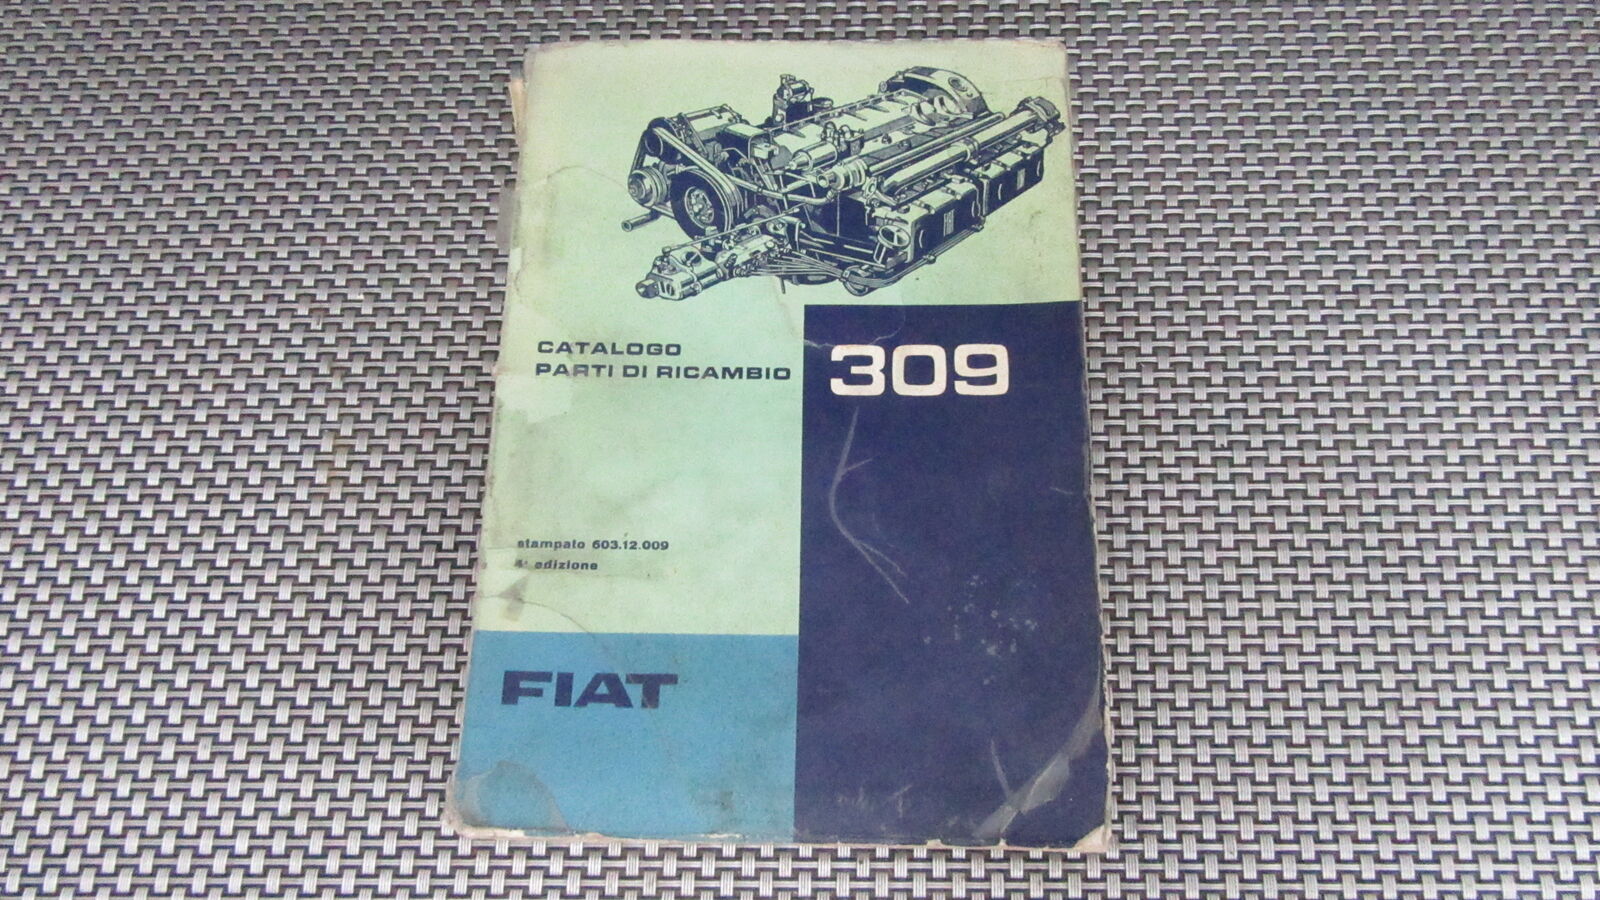 CATALOGO
PARTI DI RICAMBIO
309
stampato 603.12.009
edizione
FIAT